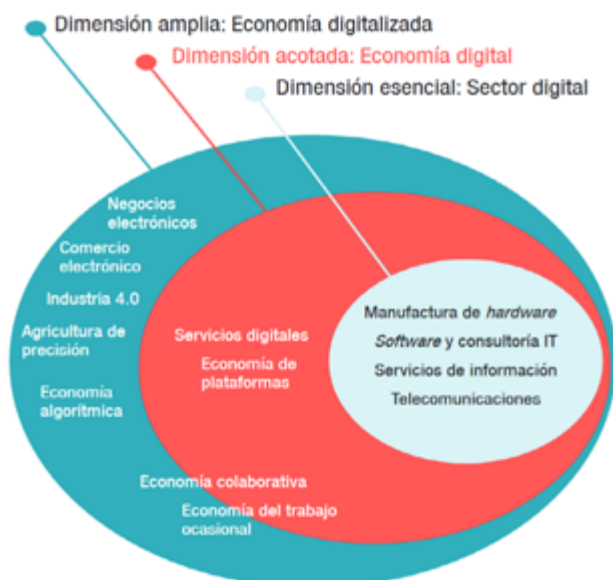 Dimensión amplia: Economía digitalizada
Dimensión acotada: Economía digital
Dimensión esencial: Sector digital
Negocios
electrónicos
Comercio
electrónico
Industria 4.0
Agricultura de
precisión
Economía
algorítmica
Servicios digitales
Economía de
plataformas
Manufactura de hardware
Software y consultoría IT
Servicios de información
Telecomunicaciones
Economía colaborativa
Economía del trabajo
ocasional